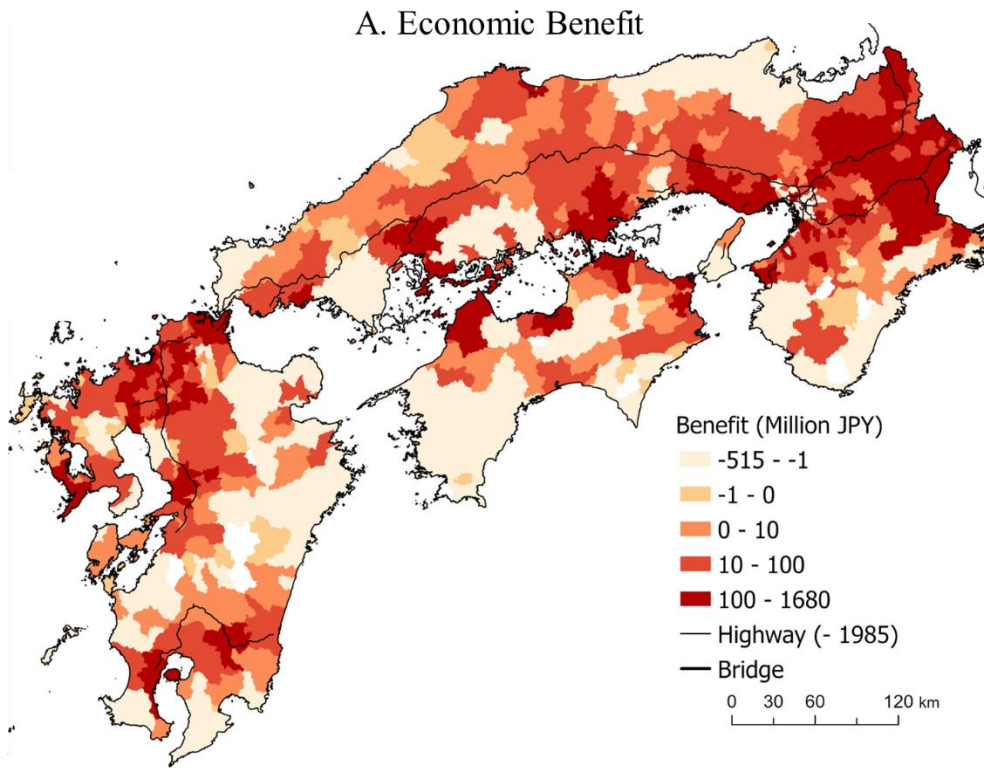 A. Economic Benefit
Benefit (Million JPY)
-515 - -1
-1 - 0
0 - 10
10 - 100
100 - 1680
Highway (- 1985)
Bridge
0 30 60 120 km